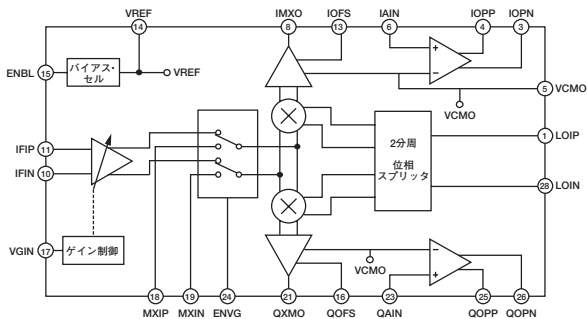 VREF
IMXO
IOFS
IAIN
IOPP
IOPN
14
8
13
6
4
3
ENBL
15
バイアス・
セル
VREF
+
−
5
VCMO
VCMO
IFIP
11
IFIN
10
2分周
位相
スプリッタ
1
LOIP
28
LOIN
VGIN
17
ゲイン制御
VCMO
−
+
18
19
24
21
16
23
25
26
MXIP
MXIN
ENVG
QXMO
QOFS
QAIN
QOPP
QOPN